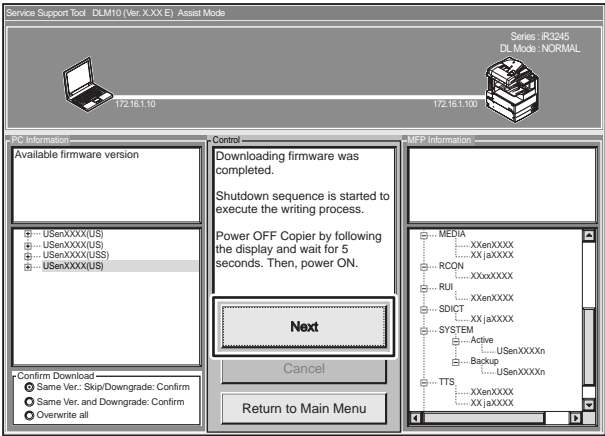 Service Support Tool DLM10 (Ver. X.XX E) Assist Mode
Series : iR3245
DL Mode : NORMAL
172.16.1.10
172.16.1.100
PC Information
Available firmware version
USenXXXX(US)
USenXXXX(US)
USenXXXX(USS)
USenXXXX(US)
Confirm Download
Same Ver.: Skip/Downgrade: Confirm
Same Ver. and Downgrade: Confirm
Overwrite all
Control
Downloading firmware was
completed.
Shutdown sequence is started to
execute the writing process.
Power OFF Copier by following
the display and wait for 5
seconds. Then, power ON.
Next
Cancel
Return to Main Menu
MFP Information
MEDIA
XXenXXXX
XX jaXXXX
RCON
XXxxXXXX
RUI
XXenXXXX
SDICT
XX jaXXXX
SYSTEM
Active
USenXXXXn
Backup
USenXXXXn
TTS
XXenXXXX
XX jaXXXX